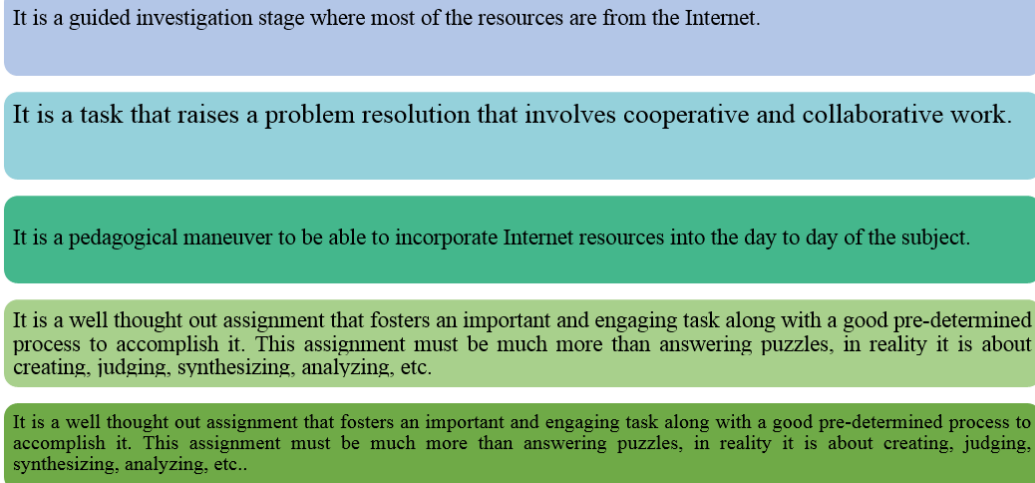 It is a guided investigation stage where most of the resources are from the Internet.
It is a task that raises a problem resolution that involves cooperative and collaborative work.
It is a pedagogical maneuver to be able to incorporate Internet resources into the day to day of the subject.
It is a well thought out assignment that fosters an important and engaging task along with a good pre-determined
process to accomplish it. This assignment must be much more than answering puzzles, in reality it is about
creating, judging, synthesizing, analyzing, etc.
It is a well thought out assignment that fosters an important and engaging task along with a good pre-determined process to
accomplish it. This assignment must be much more than answering puzzles, in reality it is about creating, judging,
synthesizing, analyzing, etc..